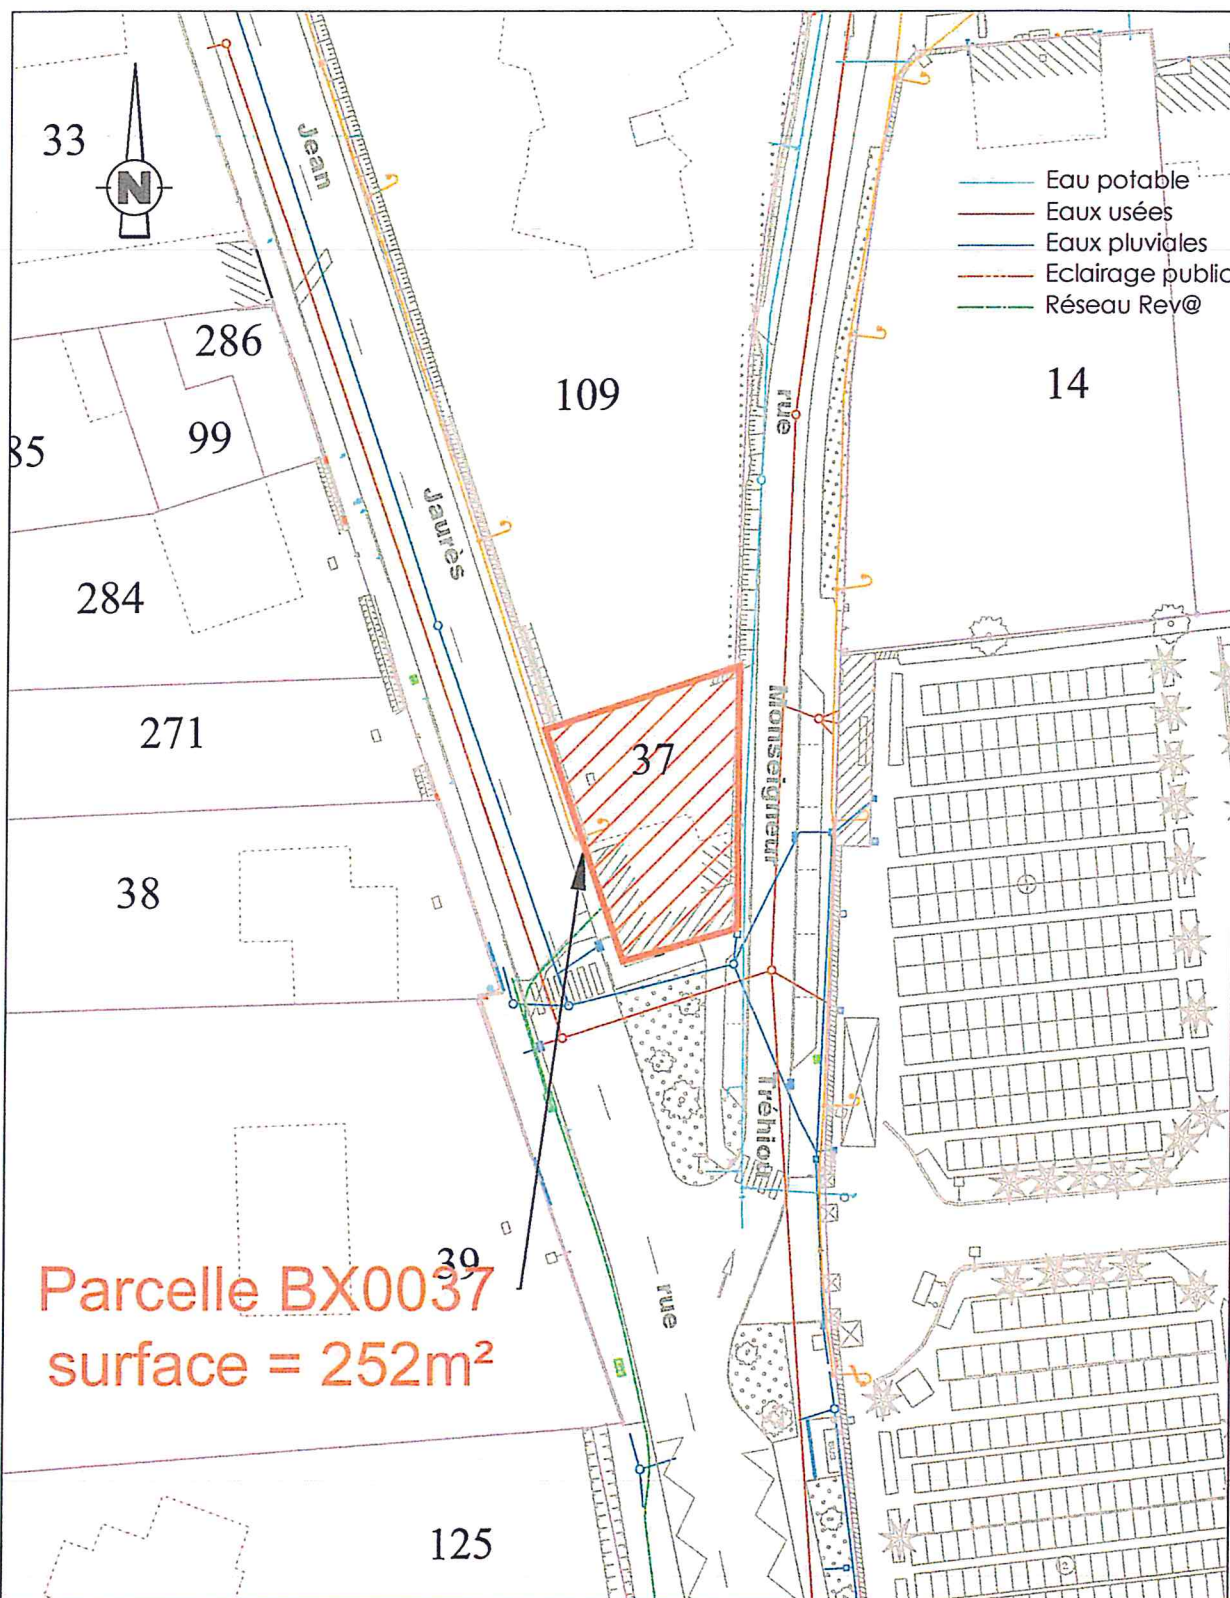 33
N
Jean
Eau potable
Eaux usées
Eaux pluviales
Eclairage public
Réseau Rev@
286
109
rue
14
99
85
Jaurès
284
271
37
Monseigneur
38
Tréhiou
39
Parcelle BX0037
surface = 252m²
rue
125